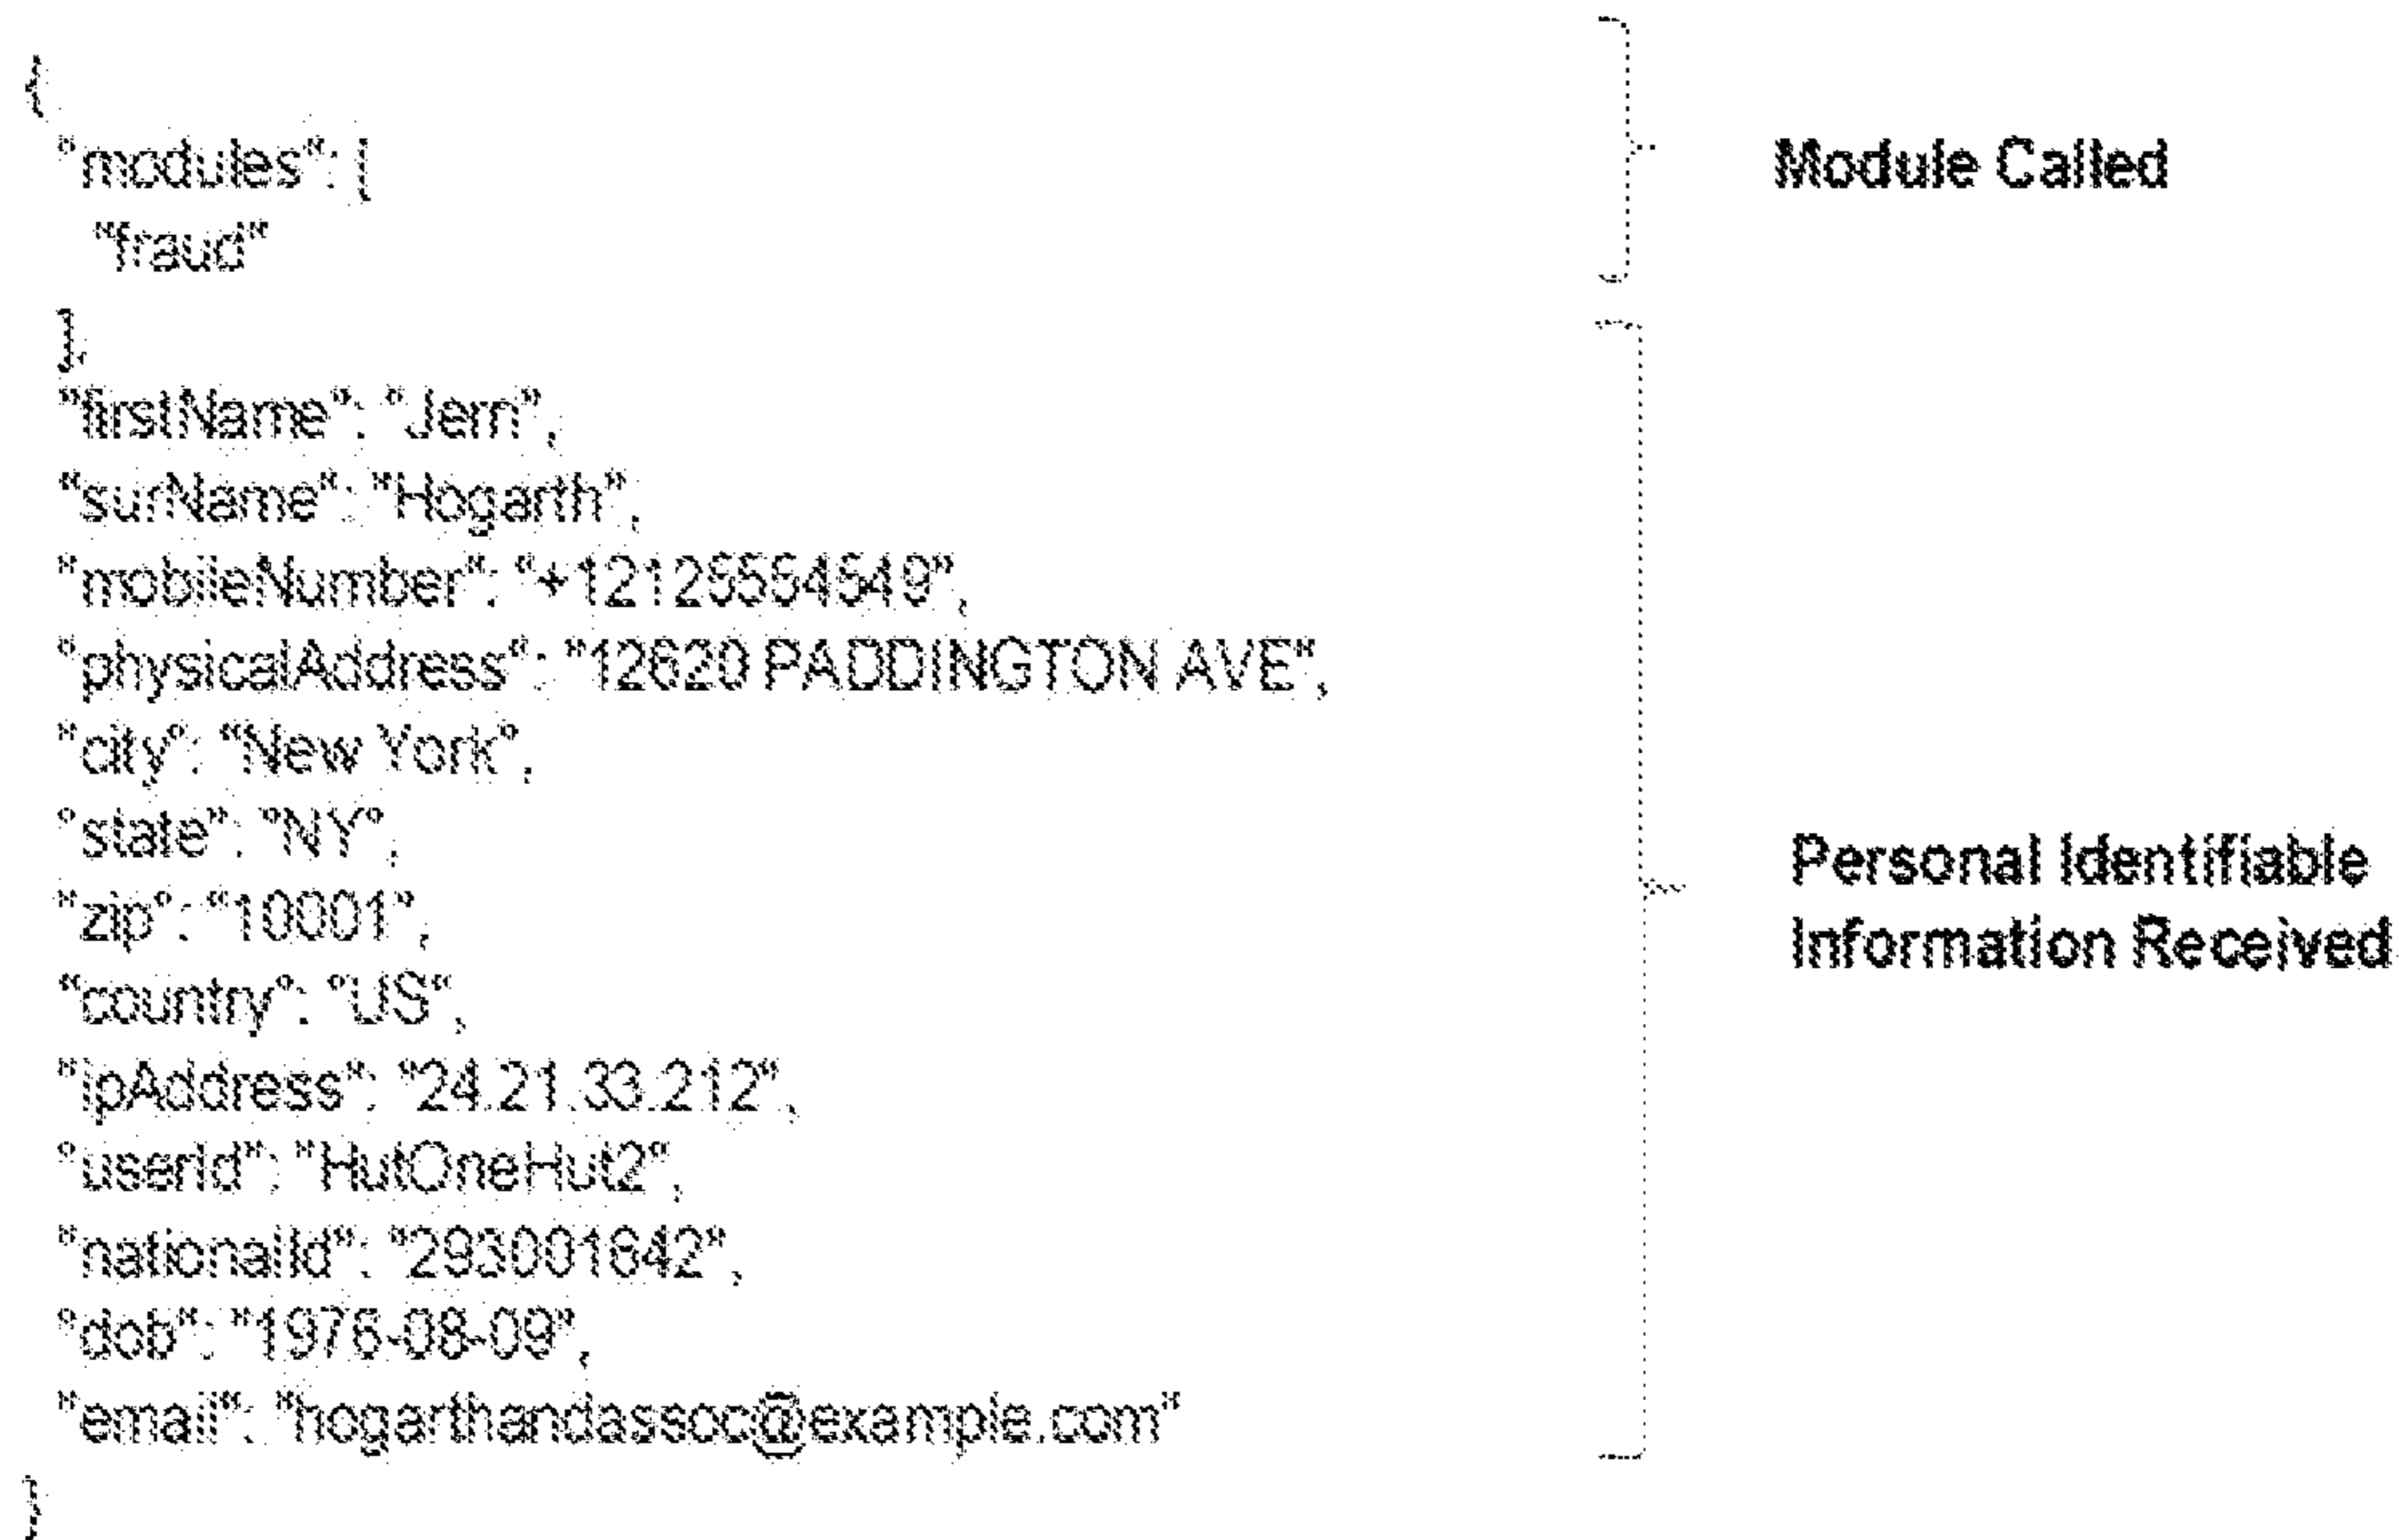 {
"modules": [
"fraud"
],
"firstName": "Jerri",
"surName": "Hogarth",
"mobileNumber": "+12125554549",
"physicalAddress": "12620 PADDINGTON AVE",
"city": "New York",
"state": "NY",
"zip": "10001",
"country": "US",
"ipAddress": "24.21.33.212",
"userId": "HutOneHut2",
"nationalId": "293001642",
"dob": "1976-08-09",
"email": "hogarthandassoc@example.com"
}
Module Called
Personal Identifiable
Information Received